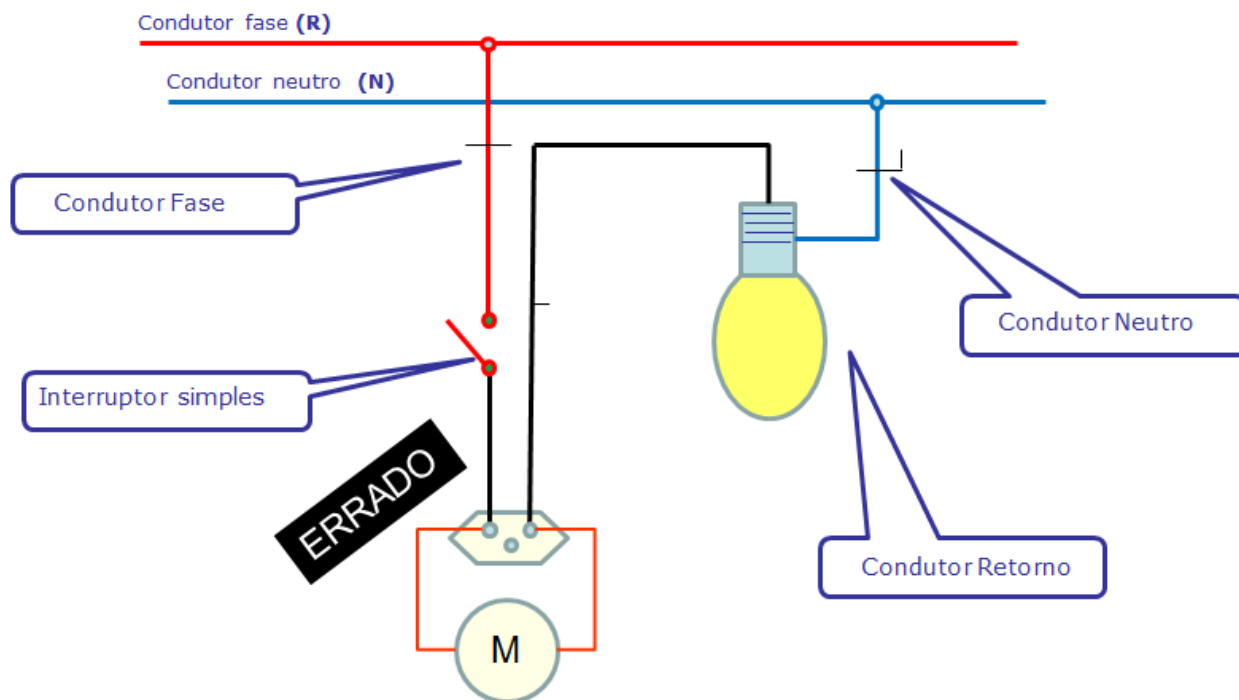 Condutor fase (R)
Condutor neutro (N)
Condutor Fase
Condutor Neutro
Interruptor simples
ERRADO
Condutor Retorno
M